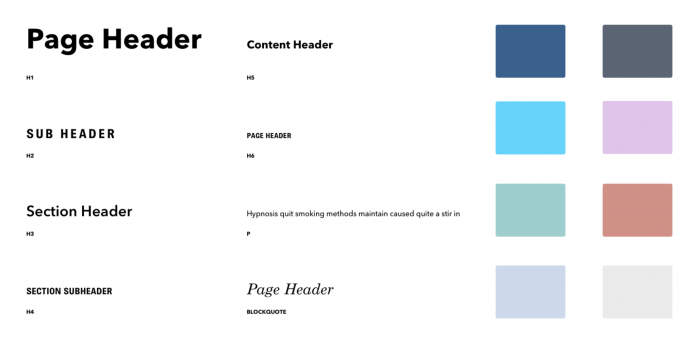 Page Header
H1
SUB HEADER
H2
Section Header
H3
SECTION SUBHEADER
H4
Content Header
H5
PAGE HEADER
H6
Hypnosis quit smoking methods maintain caused quite a stir in
P
Page Header
BLOCKQUOTE